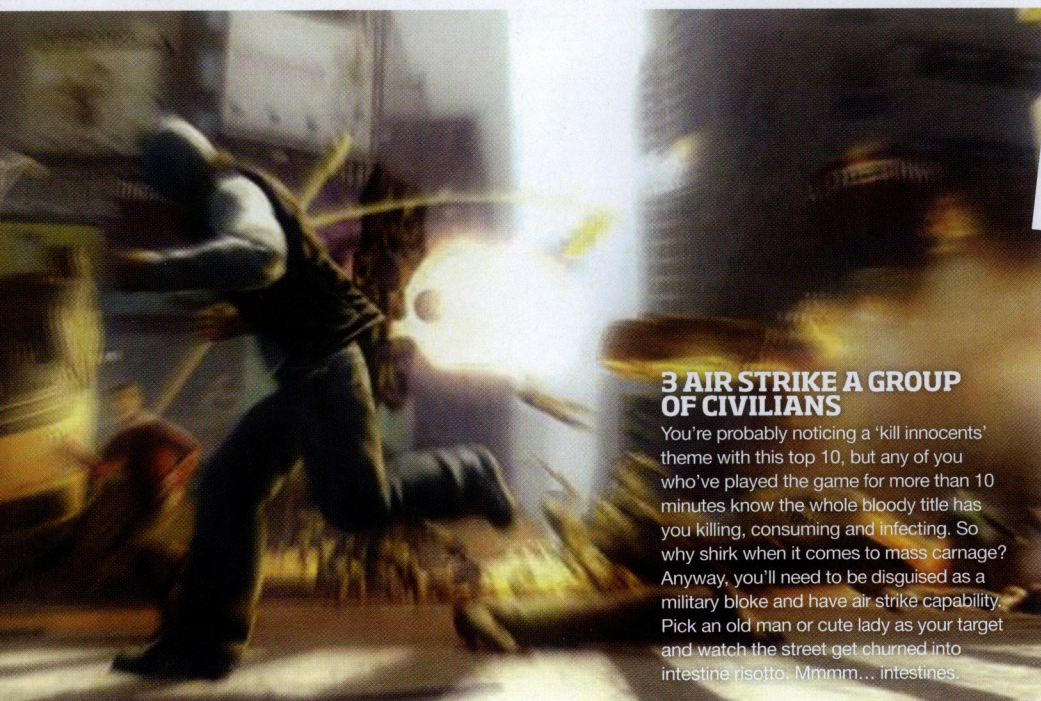 3 AIR STRIKE A GROUP
OF CIVILIANS
You're probably noticing a 'kill innocents'
theme with this top 10, but any of you
who've played the game for more than 10
minutes know the whole bloody title has
you killing, consuming and infecting. So
why shirk when it comes to mass carnage?
Anyway, you'll need to be disguised as a
military bloke and have air strike capability.
Pick an old man or cute lady as your target
and watch the street get churned into
intestine risotto. Mmmm... intestines.